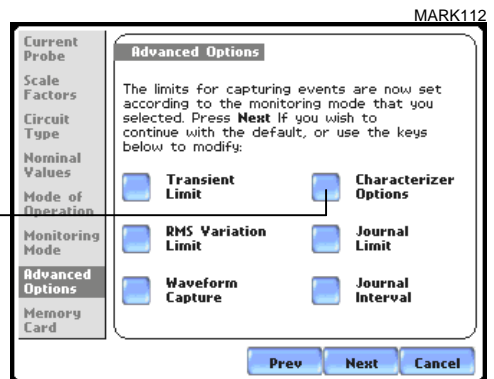 MARK112
Current
Probe
Scale
Factors
Circuit
Type
Nominal
Values
Mode of
Operation
Monitoring
Mode
Advanced
Options
Memory
Card
Advanced Options
The limits for capturing events are now set
according to the monitoring mode that you
selected. Press Next If you wish to
continue with the default, or use the keys
below to modify:
Transient
Limit
Characterizer
Options
RMS Variation
Limit
Journal
Limit
Waveform
Capture
Journal
Interval
Prev Next Cancel